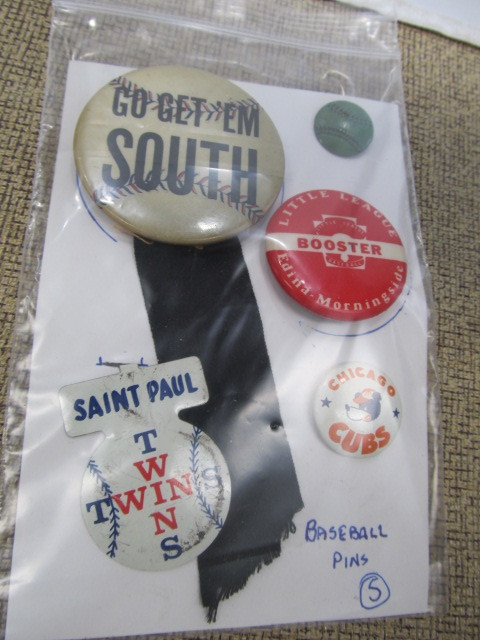 GO GET 'EM
SOUTH
LITTLE LEAGUE
BOOSTER
Edina-Morningside
SAINT PAUL
TWINS
TWINS
CHICAGO
CUBS
BASEBALL
PINS
5